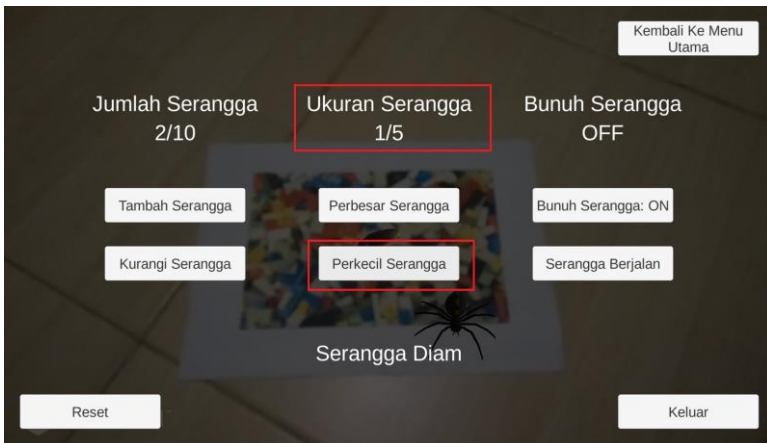 Kembali Ke Menu
Utama
Jumlah Serangga
2/10
Ukuran Serangga
1/5
Bunuh Serangga
OFF
Tambah Serangga
Perbesar Serangga
Bunuh Serangga: ON
Kurangi Serangga
Perkecil Serangga
Serangga Berjalan
Serangga Diam
Reset
Keluar